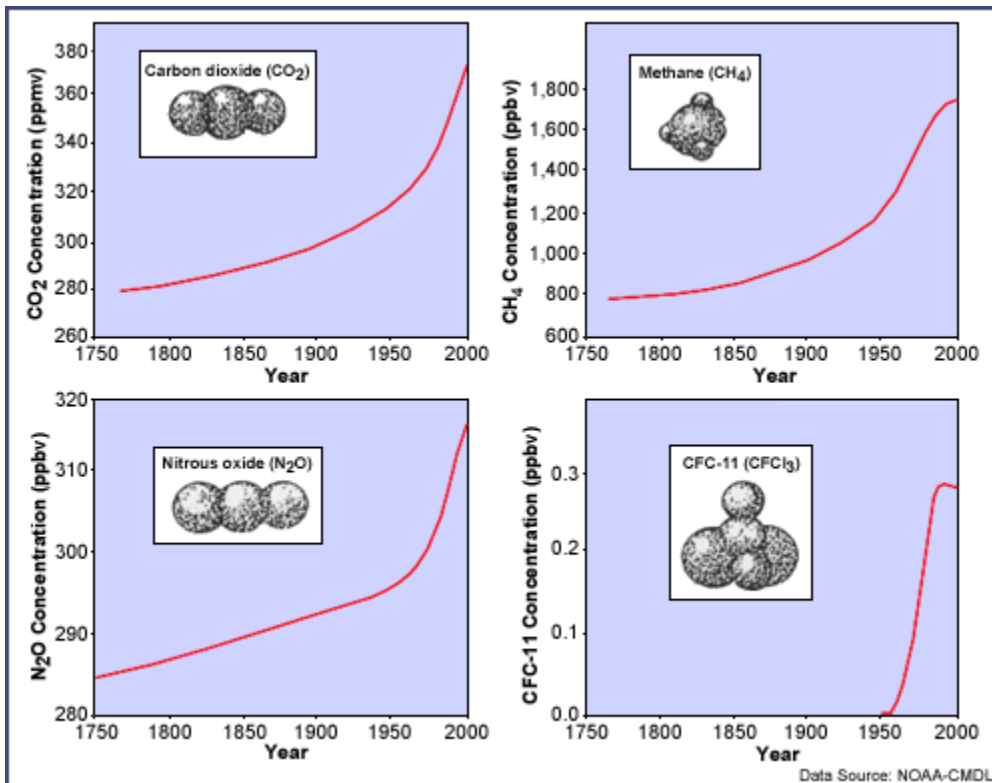 CO₂ Concentration (ppmv)
380
360
340
320
300
280
260
Carbon dioxide (CO₂)
1750 1800 1850 1900 1950 2000
Year
CH₄ Concentration (ppbv)
1,800
1,600
1,400
1,200
1,000
800
600
Methane (CH₄)
1750 1800 1850 1900 1950 2000
Year
N₂O Concentration (ppbv)
320
310
300
290
280
Nitrous oxide (N₂O)
1750 1800 1850 1900 1950 2000
Year
CFC-11 Concentration (ppbv)
0.3
0.2
0.1
0.0
CFC-11 (CFCl₃)
1750 1800 1850 1900 1950 2000
Year
Data Source: NOAA-CMDL